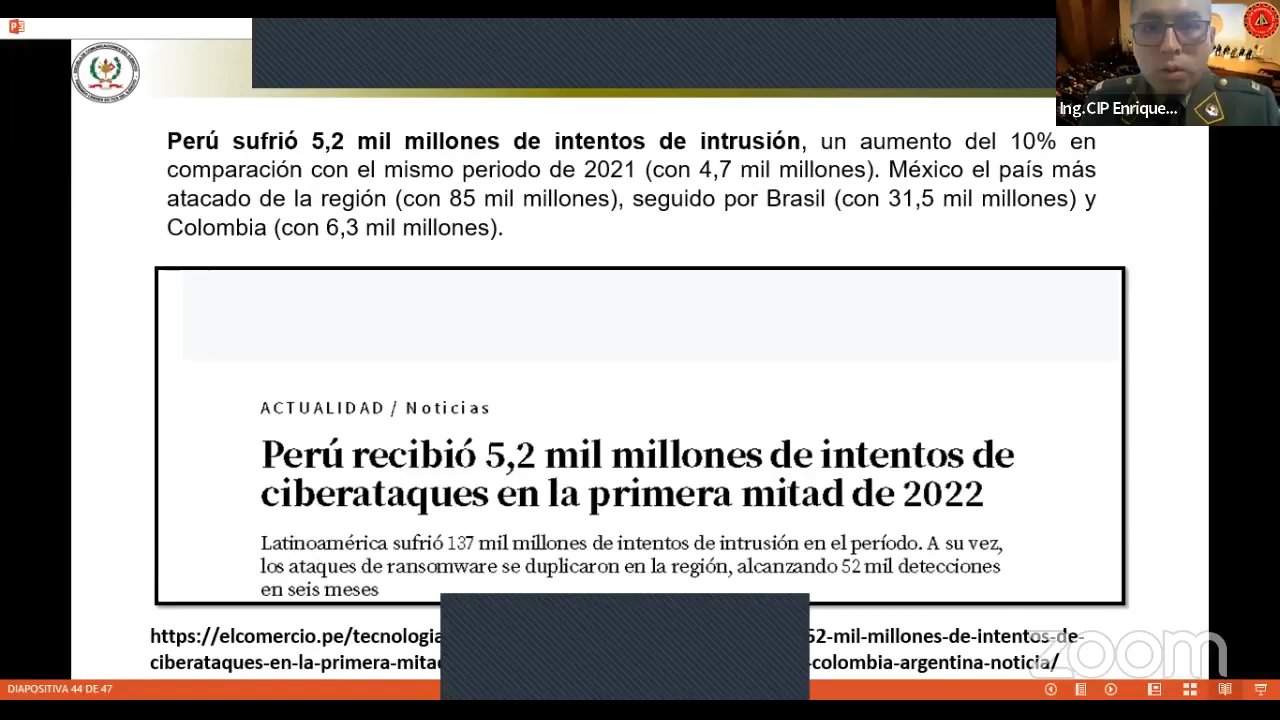 Ing.CIP Enrique...
Perú sufrió 5,2 mil millones de intentos de intrusión, un aumento del 10% en
comparación con el mismo periodo de 2021 (con 4,7 mil millones). México el país más
atacado de la región (con 85 mil millones), seguido por Brasil (con 31,5 mil millones) y
Colombia (con 6,3 mil millones).
ACTUALIDAD / Noticias
Perú recibió 5,2 mil millones de intentos de
ciberataques en la primera mitad de 2022
Latinoamérica sufrió 137 mil millones de intentos de intrusión en el período. A su vez,
los ataques de ransomware se duplicaron en la región, alcanzando 52 mil detecciones
en seis meses
https://elcomercio.pe/tecnologia 52-mil-millones-de-intentos-de-
ciberataques-en-la-primera-mitad -colombia-argentina-noticia/
zoom
DIAPOSITIVA 44 DE 47